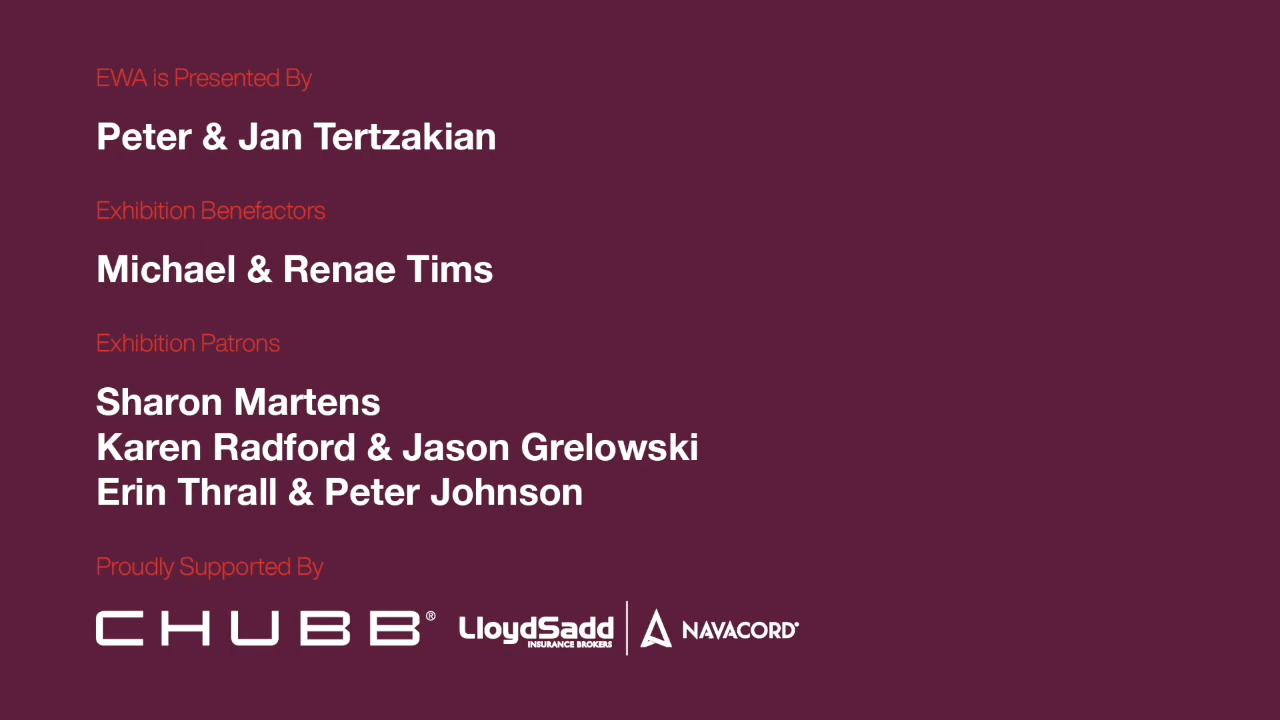 EWA is Presented By
Peter & Jan Tertzakian
Exhibition Benefactors
Michael & Renae Tims
Exhibition Patrons
Sharon Martens
Karen Radford & Jason Grelowski
Erin Thrall & Peter Johnson
Proudly Supported By
CHUBB® LloydSadd INSURANCE BROKERS NAVACORD